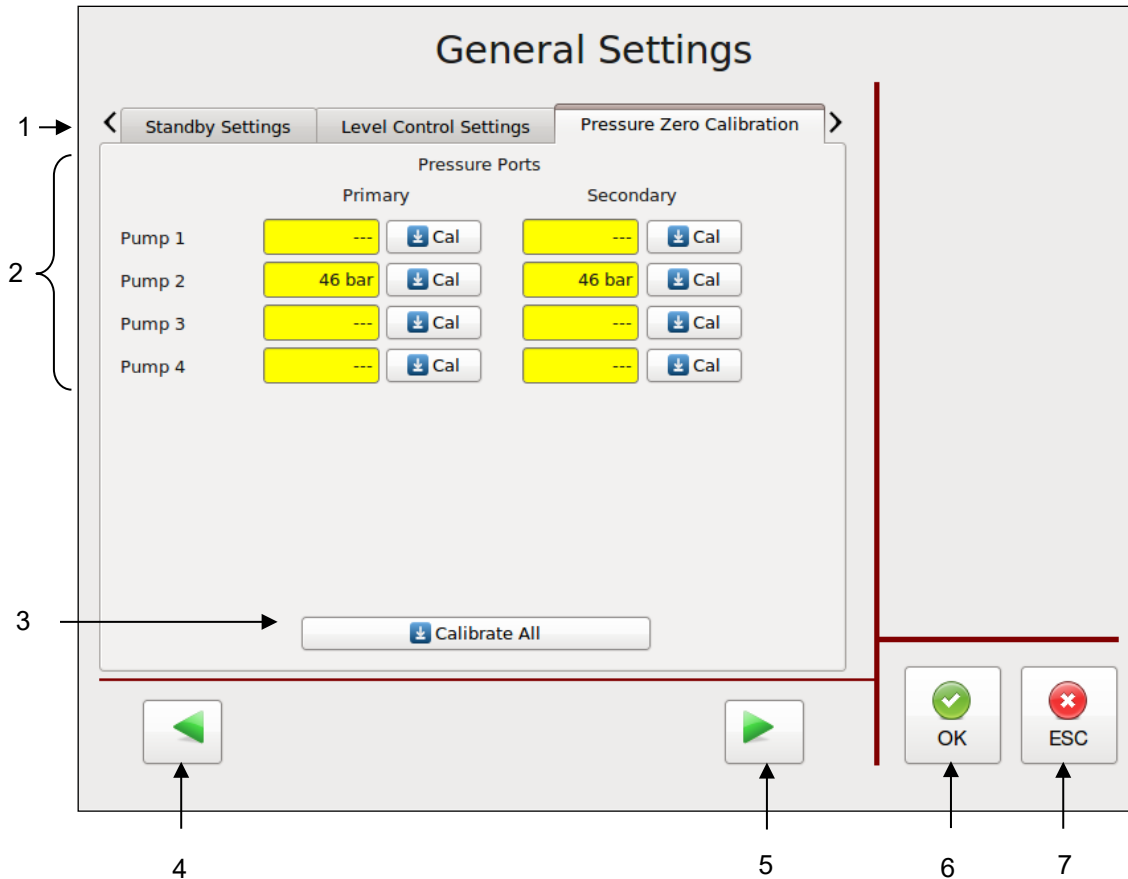 General Settings
1
Standby Settings Level Control Settings Pressure Zero Calibration
2
Pressure Ports
Primary Secondary
Pump 1 --- Cal --- Cal
Pump 2 46 bar Cal 46 bar Cal
Pump 3 --- Cal --- Cal
Pump 4 --- Cal --- Cal
3
Calibrate All
OK ESC
4 5 6 7